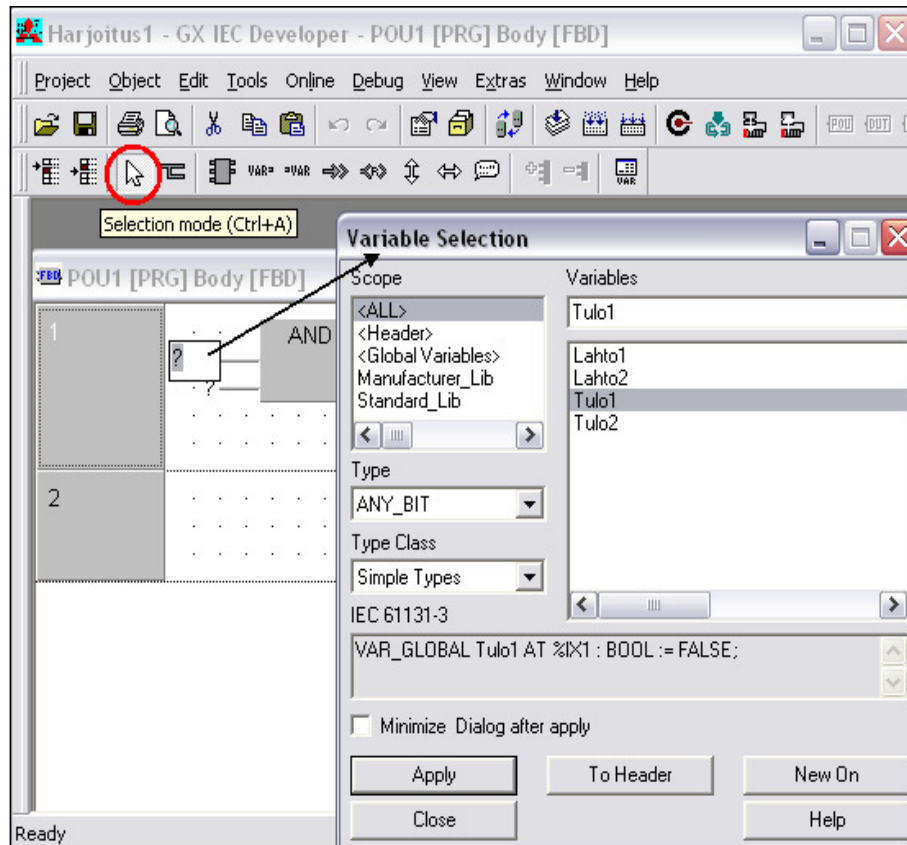 Harjoitus1 - GX IEC Developer - POU1 [PRG] Body [FBD]
Project Object Edit Tools Online Debug View Extras Window Help
POU OUT
VAR= =VAR VAR
Selection mode (Ctrl+A)
POU1 [PRG] Body [FBD]
1
AND
?
?
2
Variable Selection
Scope
<ALL>
<Header>
<Global Variables>
Manufacturer_Lib
Standard_Lib
Variables
Tulo1
Lahto1
Lahto2
Tulo1
Tulo2
Type
ANY_BIT
Type Class
Simple Types
IEC 61131-3
VAR_GLOBAL Tulo1 AT %IX1 : BOOL := FALSE;
Minimize Dialog after apply
Apply To Header New On
Close Help
Ready